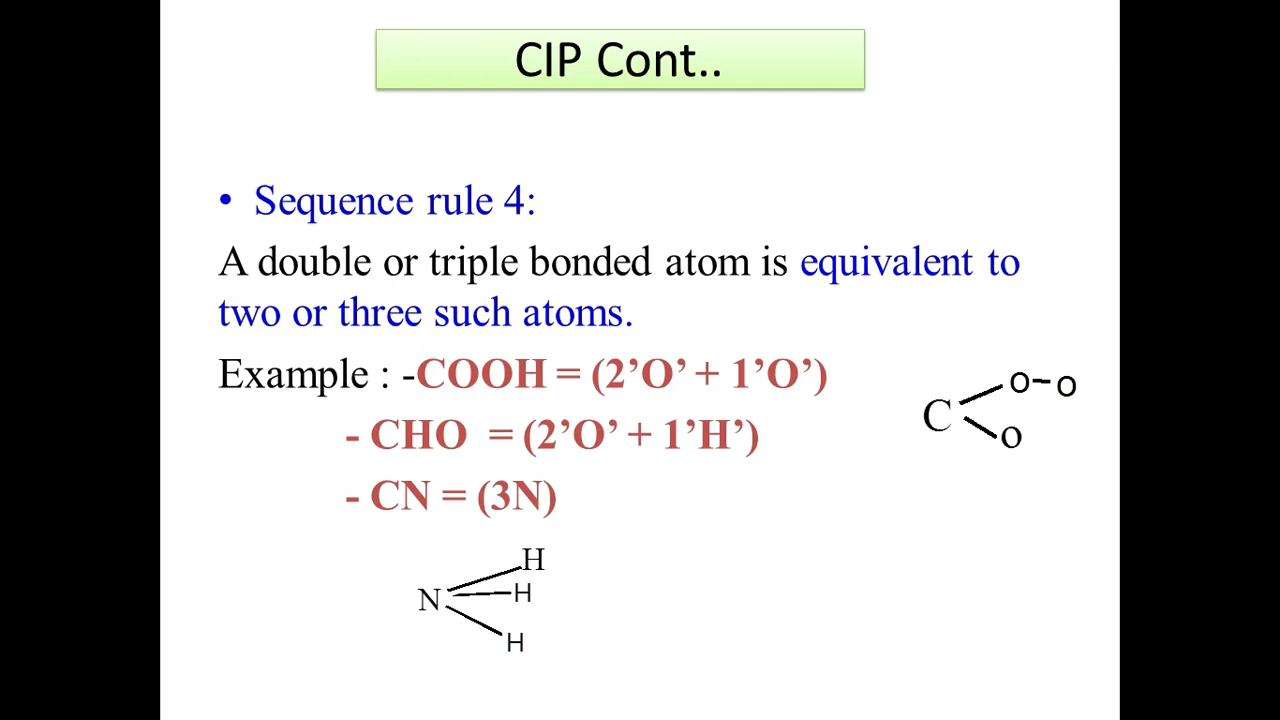 CIP Cont..
• Sequence rule 4:
A double or triple bonded atom is equivalent to
two or three such atoms.
Example : -COOH = (2’O’ + 1’O’)
- CHO = (2’O’ + 1’H’)
- CN = (3N)
C
o
o
o
N
H
H
H